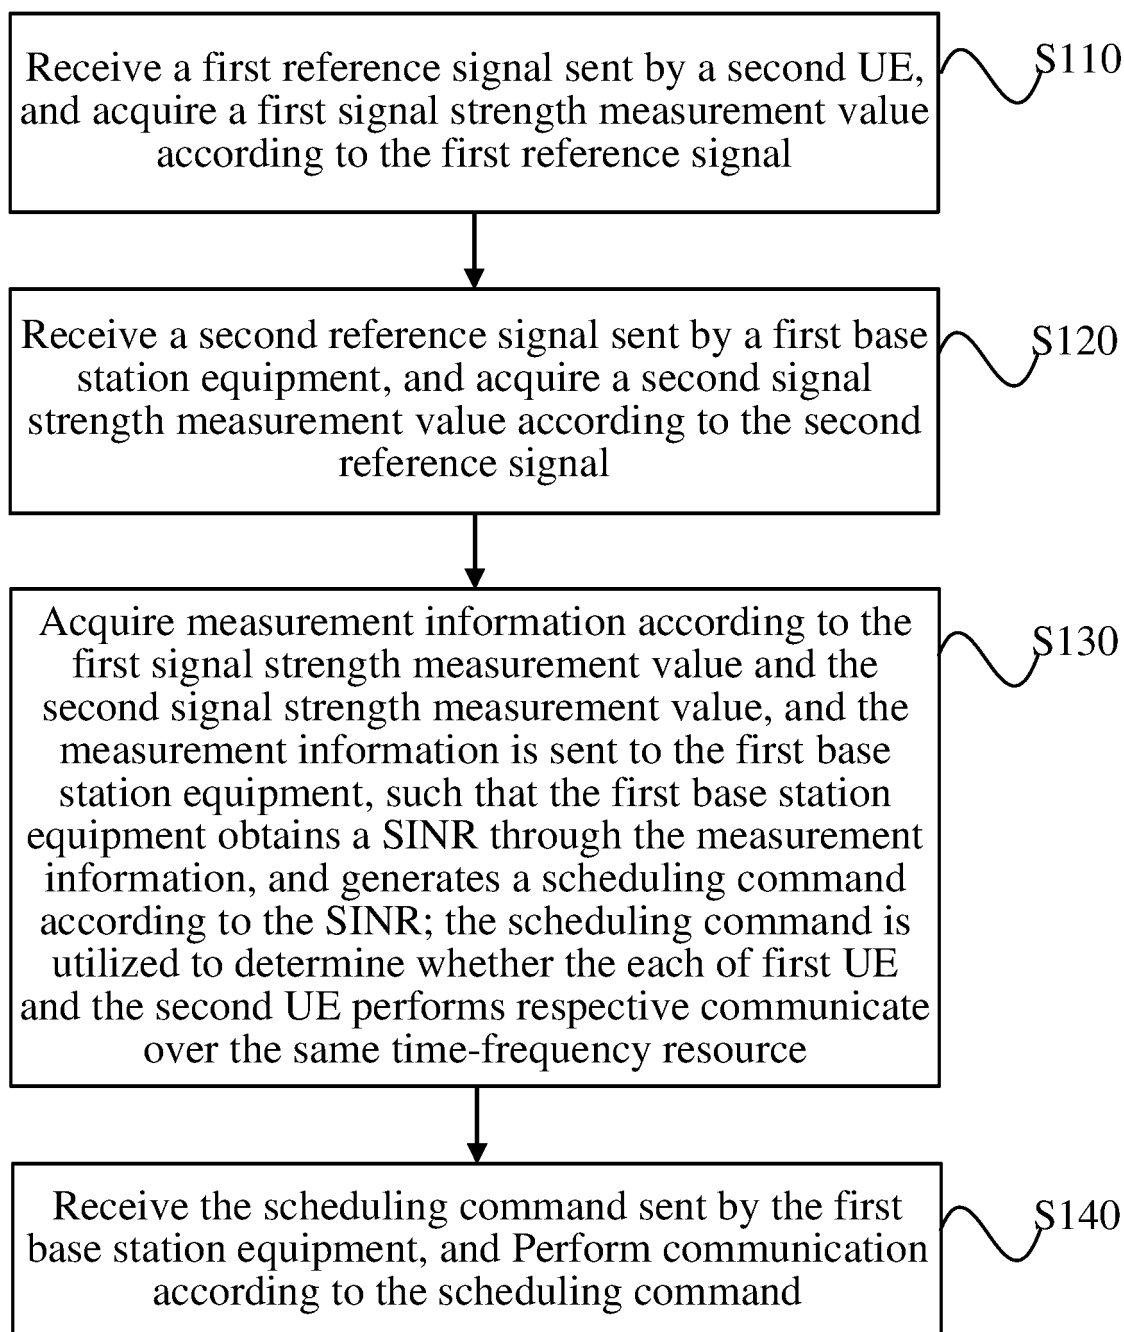 Receive a first reference signal sent by a second UE,
and acquire a first signal strength measurement value
according to the first reference signal
S110
Receive a second reference signal sent by a first base
station equipment, and acquire a second signal
strength measurement value according to the second
reference signal
S120
Acquire measurement information according to the
first signal strength measurement value and the
second signal strength measurement value, and the
measurement information is sent to the first base
station equipment, such that the first base station
equipment obtains a SINR through the measurement
information, and generates a scheduling command
according to the SINR; the scheduling command is
utilized to determine whether the each of first UE
and the second UE performs respective communicate
over the same time-frequency resource
S130
Receive the scheduling command sent by the first
base station equipment, and Perform communication
according to the scheduling command
S140